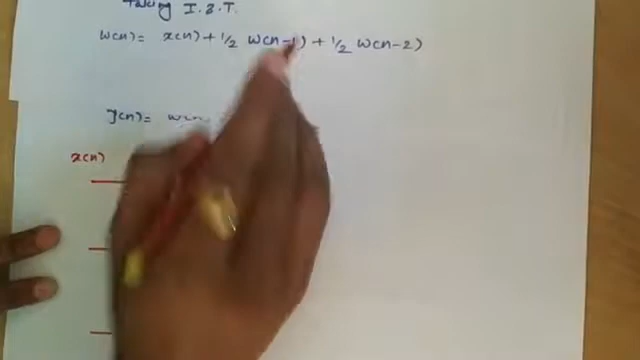 Taking I.Z.T.
w(n)= x(n) + 1/2 w(n-1) + 1/2 w(n-2)
y(n)= w(n)
x(n)